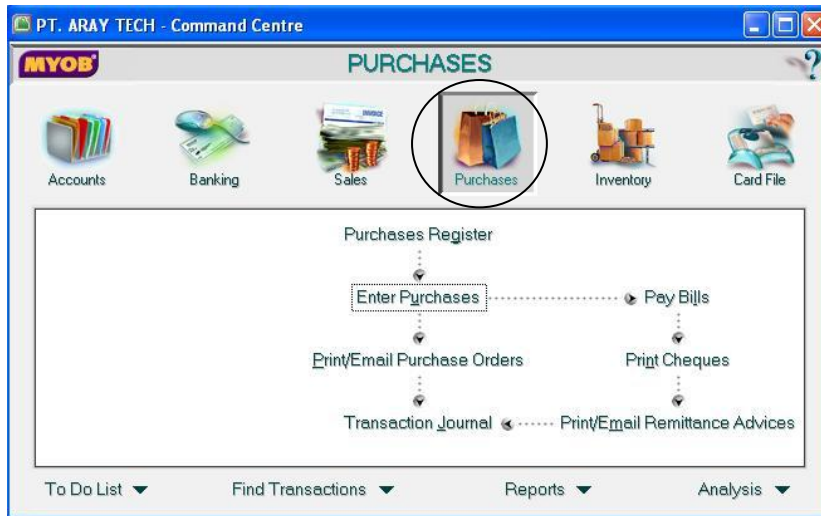 PT. ARAY TECH - Command Centre
MYOB PURCHASES ?
INVOICE
Accounts Banking Sales Purchases Inventory Card File
Purchases Register
Enter Purchases Pay Bills
Print/Email Purchase Orders Print Cheques
Transaction Journal Print/Email Remittance Advices
To Do List Find Transactions Reports Analysis